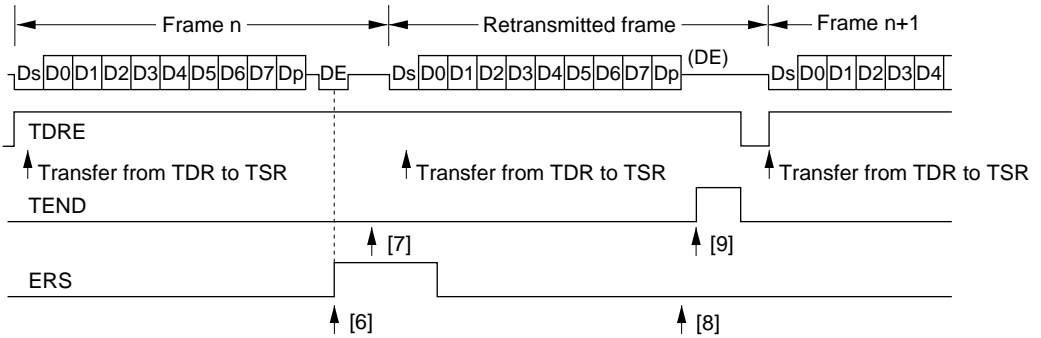 Frame n Retransmitted frame Frame n+1
Ds D0 D1 D2 D3 D4 D5 D6 D7 Dp DE Ds D0 D1 D2 D3 D4 D5 D6 D7 Dp (DE) Ds D0 D1 D2 D3 D4
TDRE
Transfer from TDR to TSR Transfer from TDR to TSR Transfer from TDR to TSR
TEND
[7] [9]
ERS
[6] [8]